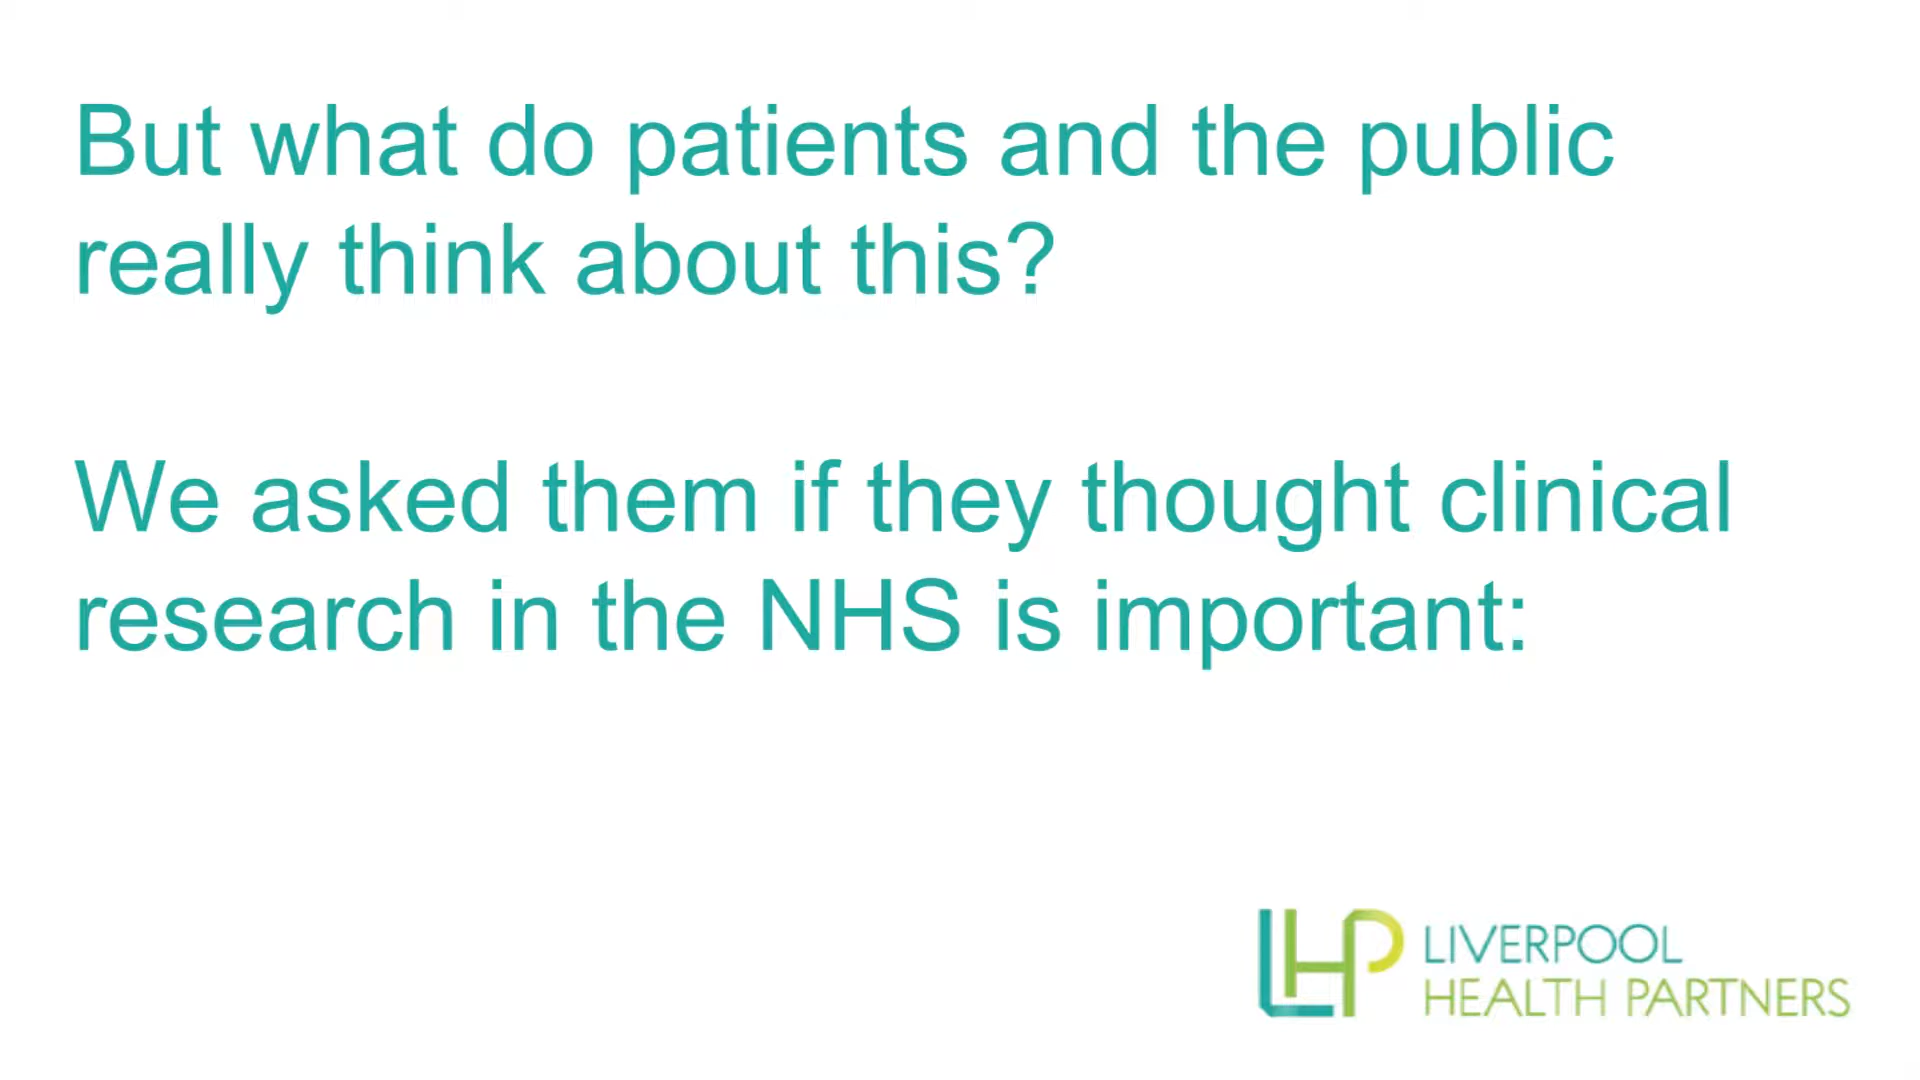 But what do patients and the public
really think about this?
We asked them if they thought clinical
research in the NHS is important:
LHP
LIVERPOOL
HEALTH PARTNERS